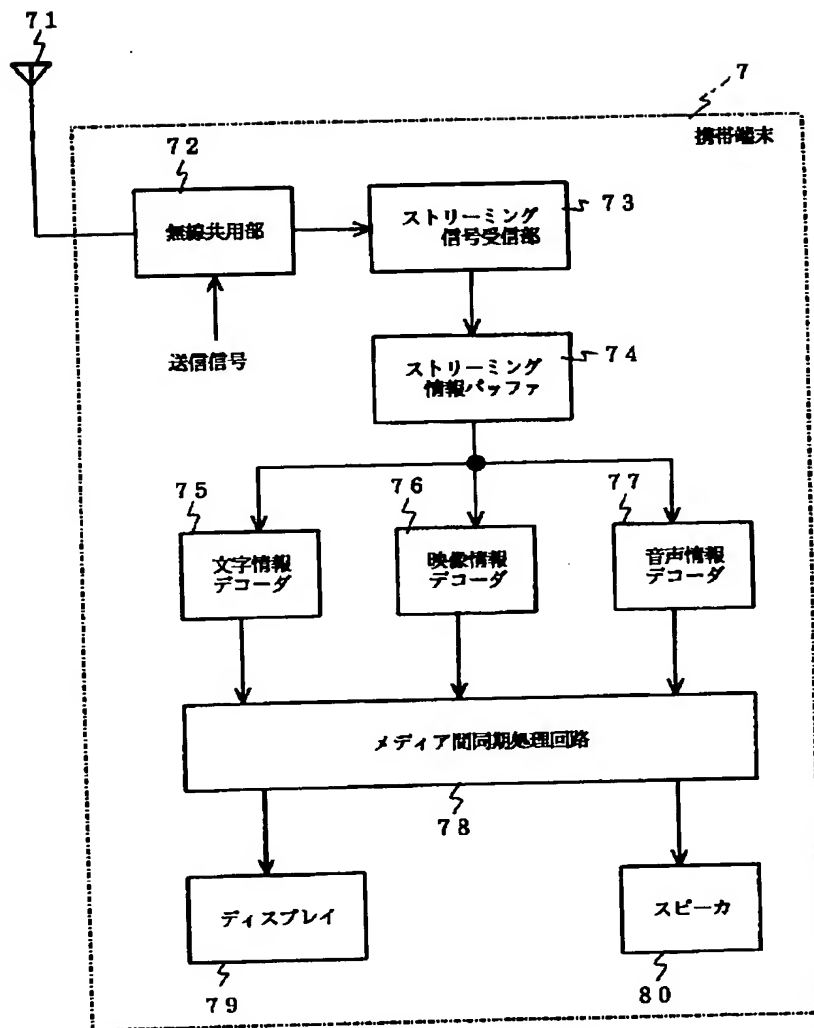 71
7
携帯端末
72
無線共用部
ストリーミング
信号受信部
73
送信信号
ストリーミング
情報バッファ
74
75
76
77
文字情報
デコーダ
映像情報
デコーダ
音声情報
デコーダ
メディア間同期処理回路
78
ディスプレイ
スピーカ
79
80